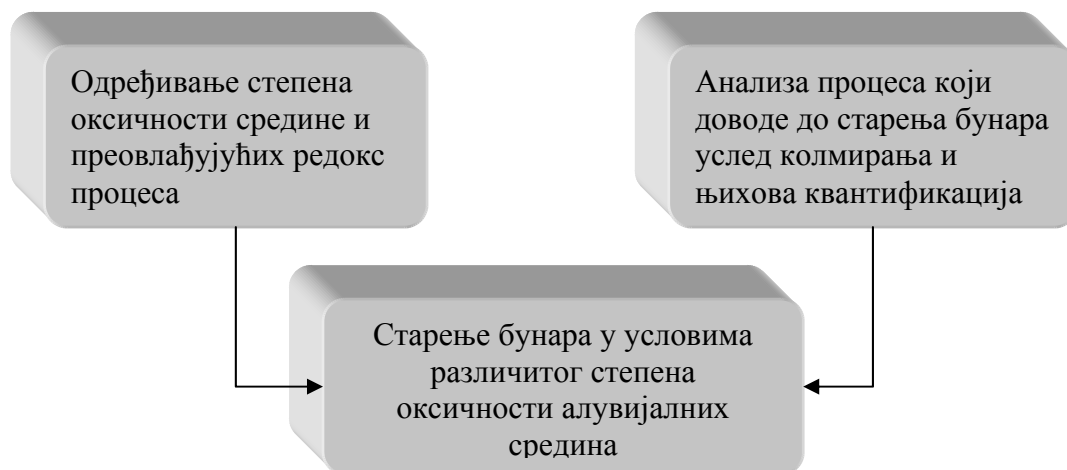 Одређивање степена
оксичности средине и
преовлађујућих редокс
процеса
Анализа процеса који
доводе до старења бунара
услед колмирања и
њихова квантификација
Старење бунара у условима
различитог степена
оксичности алувијалних
средина